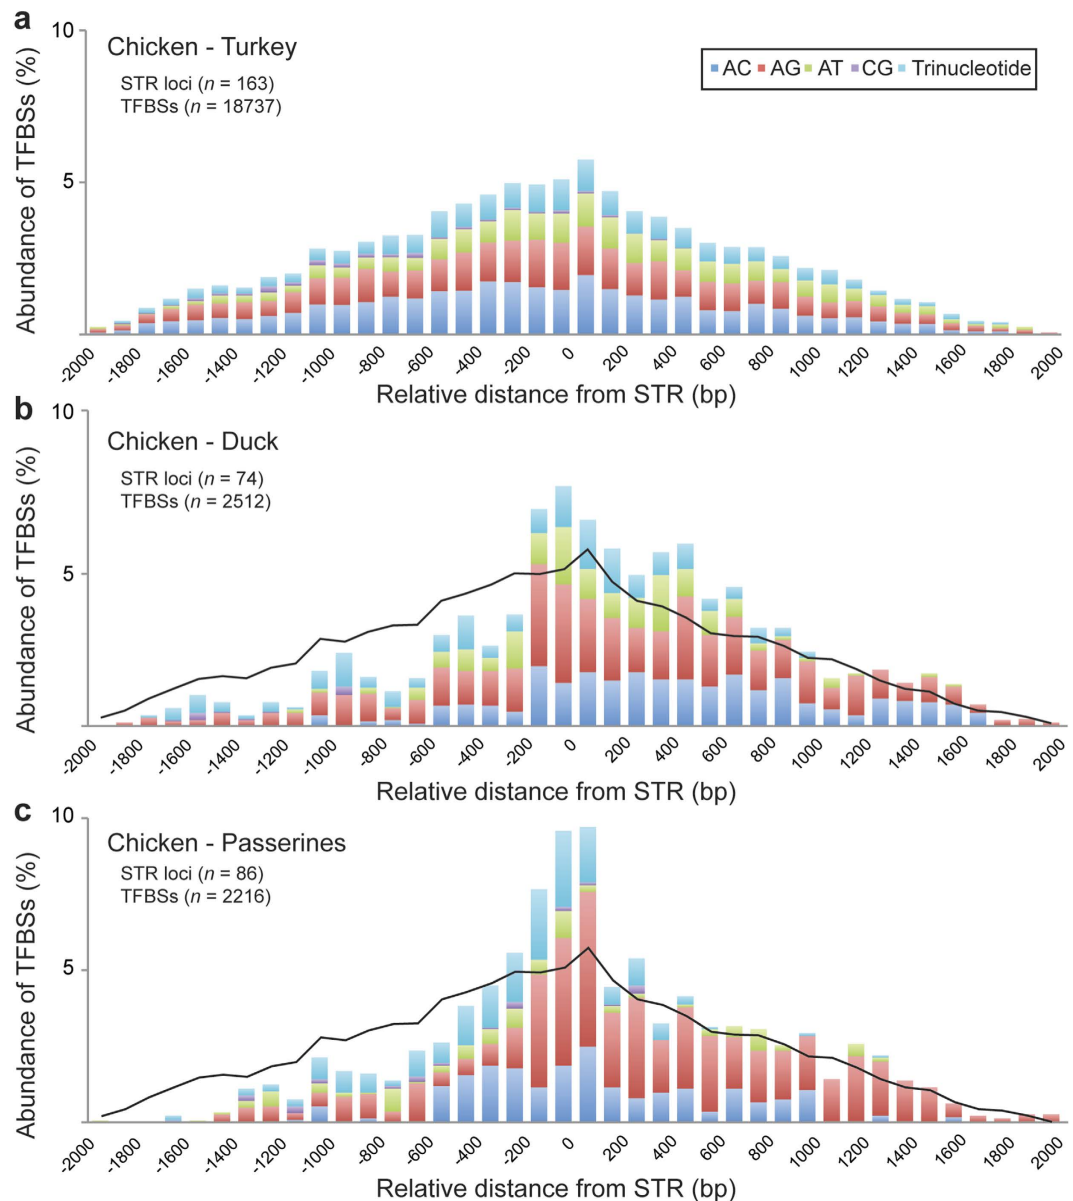 a
10
5
Abundance of TFBSs (%)
Chicken - Turkey
STR loci (n = 163)
TFBSs (n = 18737)
AC AG AT CG Trinucleotide
-2000 -1800 -1600 -1400 -1200 -1000 -800 -600 -400 -200 0 200 400 600 800 1000 1200 1400 1600 1800 2000
Relative distance from STR (bp)
b
10
5
Abundance of TFBSs (%)
Chicken - Duck
STR loci (n = 74)
TFBSs (n = 2512)
-2000 -1800 -1600 -1400 -1200 -1000 -800 -600 -400 -200 0 200 400 600 800 1000 1200 1400 1600 1800 2000
Relative distance from STR (bp)
c
10
5
Abundance of TFBSs (%)
Chicken - Passerines
STR loci (n = 86)
TFBSs (n = 2216)
-2000 -1800 -1600 -1400 -1200 -1000 -800 -600 -400 -200 0 200 400 600 800 1000 1200 1400 1600 1800 2000
Relative distance from STR (bp)